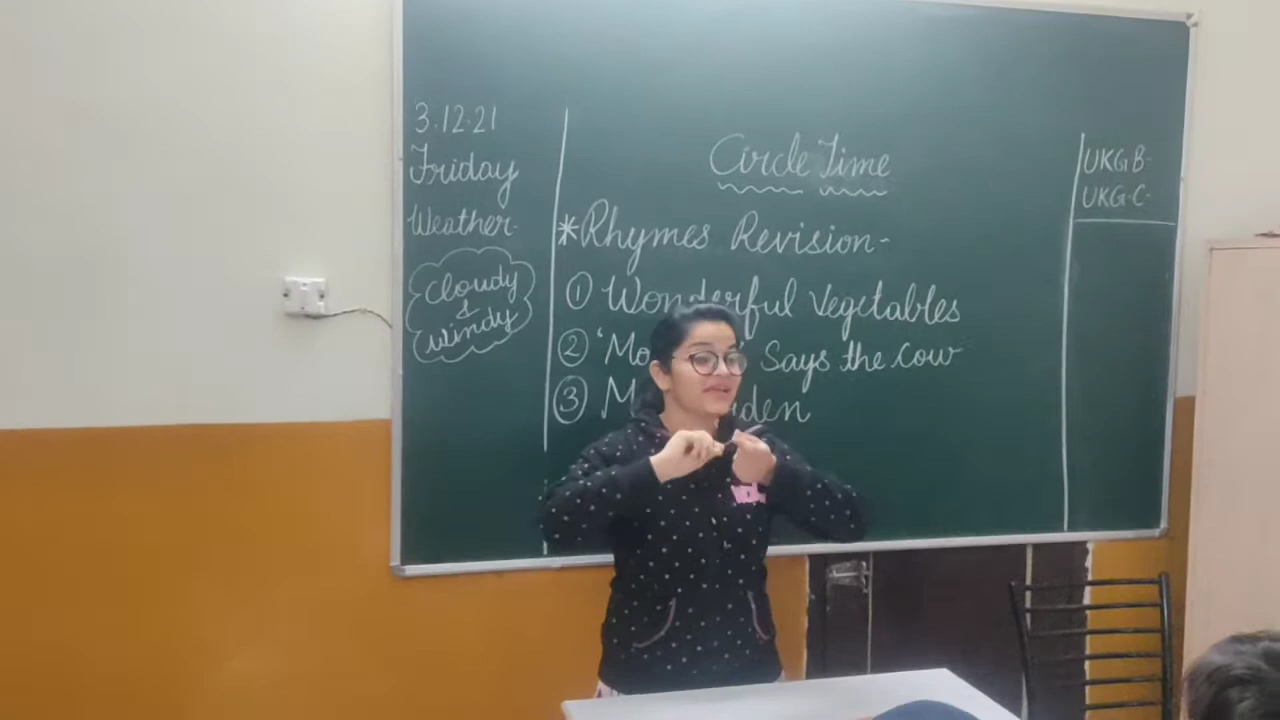 3.12.21
Friday
Weather-
Cloudy
&
Windy
Circle Time
*Rhymes Revision-
① Wonderful Vegetables
② 'Mo ' Says the Cow
③ M den
UKG B-
UKG-C-